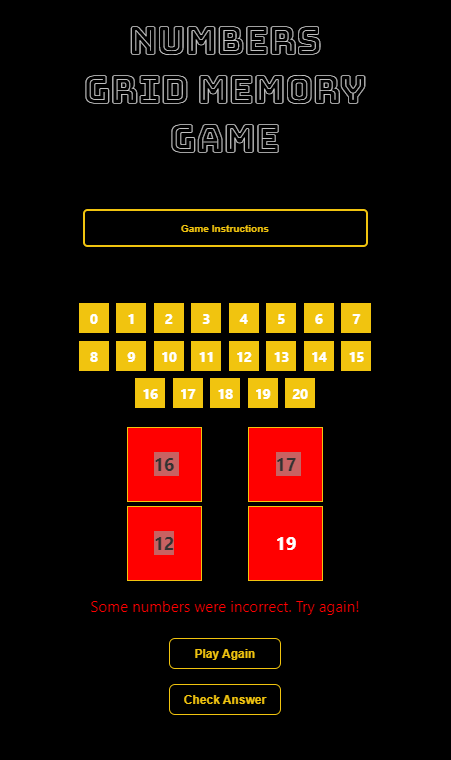 NUMBERS
GRID MEMORY
GAME
Game Instructions
0 1 2 3 4 5 6 7
8 9 10 11 12 13 14 15
16 17 18 19 20
16 17
12 19
Some numbers were incorrect. Try again!
Play Again
Check Answer